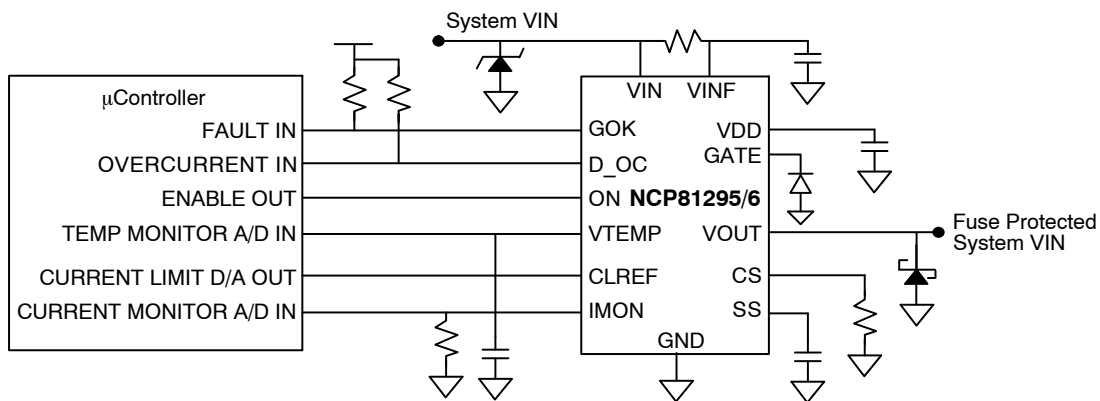 System VIN
μController
FAULT IN
OVERCURRENT IN
ENABLE OUT
TEMP MONITOR A/D IN
CURRENT LIMIT D/A OUT
CURRENT MONITOR A/D IN
VIN
VINF
GOK
D_OC
ON
NCP81295/6
VTEMP
CLREF
IMON
VDD
GATE
VOUT
CS
SS
GND
Fuse Protected
System VIN